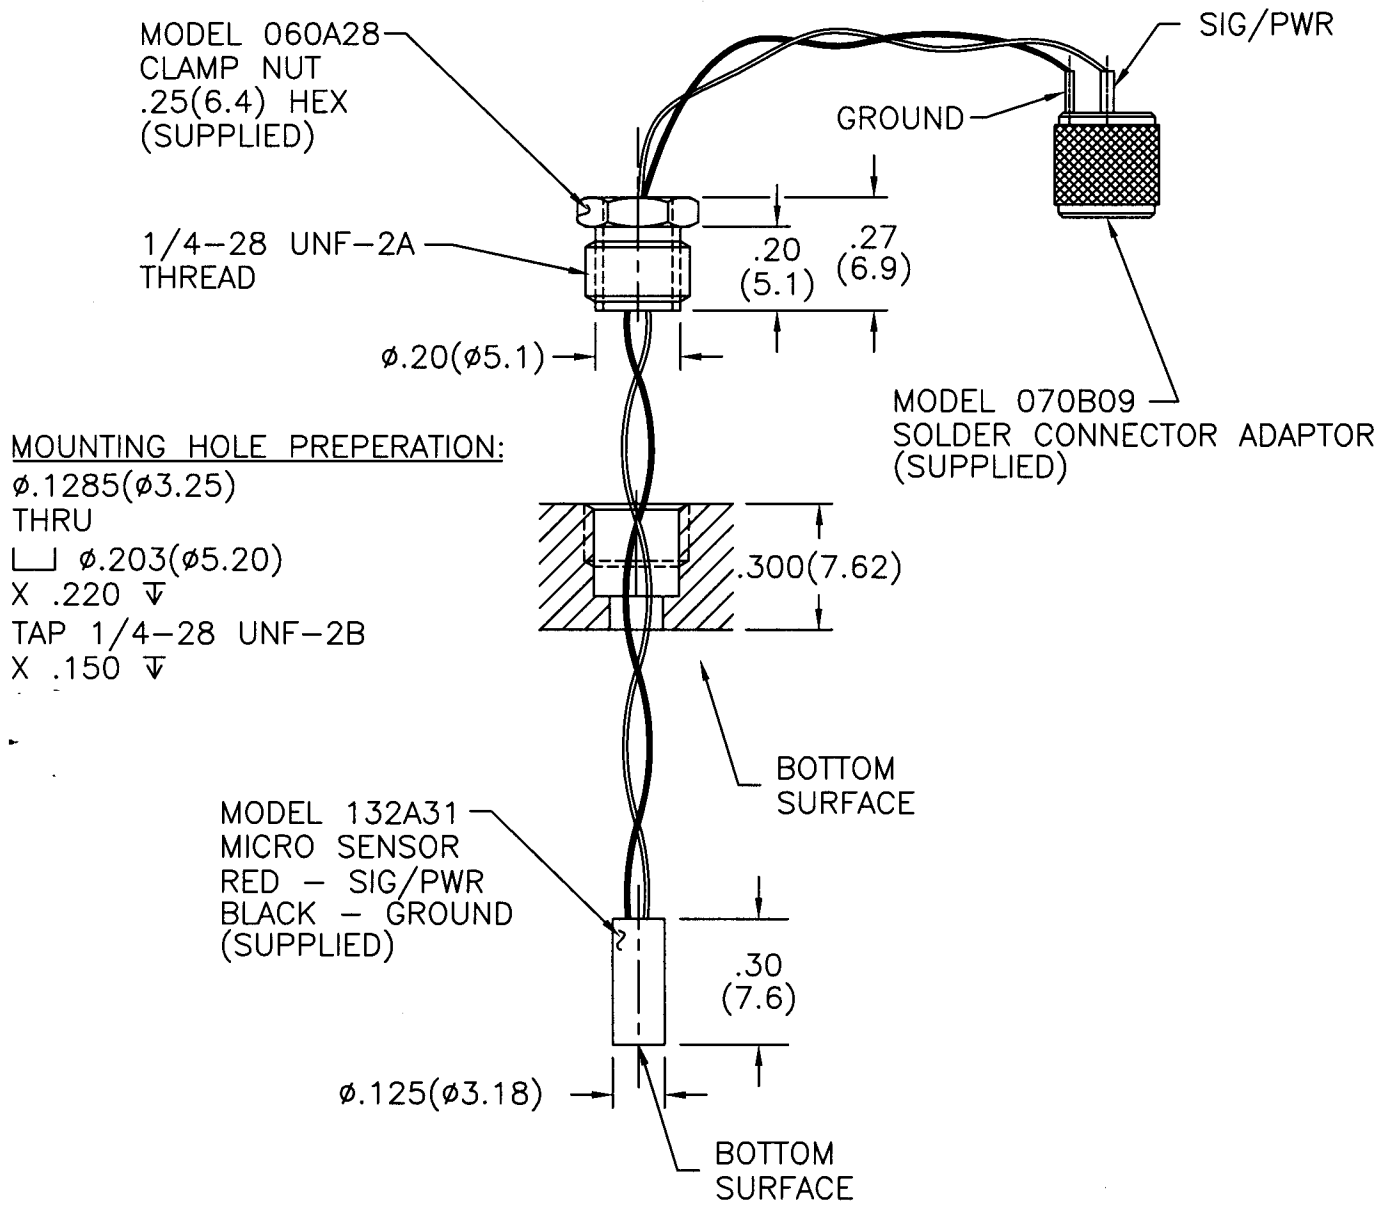 MODEL 060A28
CLAMP NUT
.25(6.4) HEX
(SUPPLIED)
SIG/PWR
GROUND
1/4-28 UNF-2A
THREAD
.20
(5.1)
.27
(6.9)
ø.20(ø5.1)
MODEL 070B09
SOLDER CONNECTOR ADAPTOR
(SUPPLIED)
MOUNTING HOLE PREPERATION:
ø.1285(ø3.25)
THRU
⌴ ø.203(ø5.20)
X .220 ↧
TAP 1/4-28 UNF-2B
X .150 ↧
.300(7.62)
BOTTOM
SURFACE
MODEL 132A31
MICRO SENSOR
RED - SIG/PWR
BLACK - GROUND
(SUPPLIED)
.30
(7.6)
ø.125(ø3.18)
BOTTOM
SURFACE